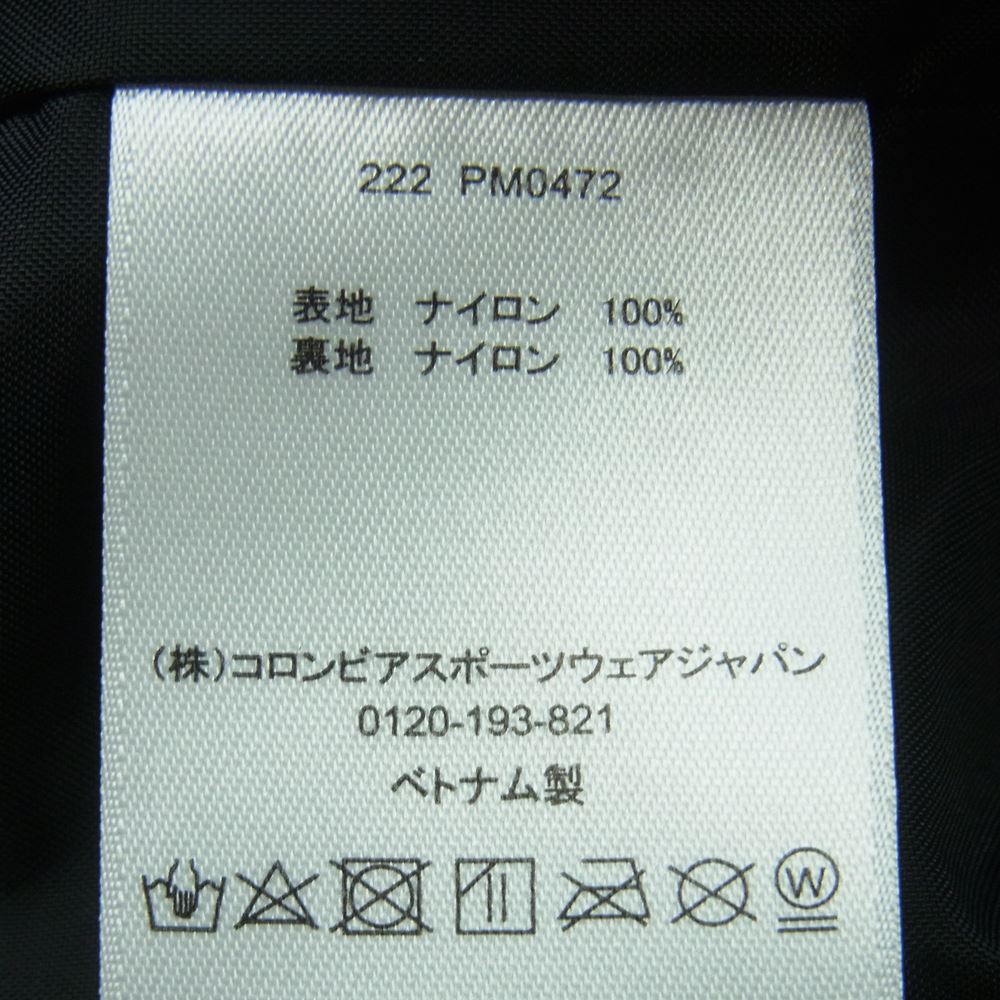 222 PM0472
表地 ナイロン 100%
裏地 ナイロン 100%
(株)コロンビアスポーツウェアジャパン
0120-193-821
ベトナム製
W